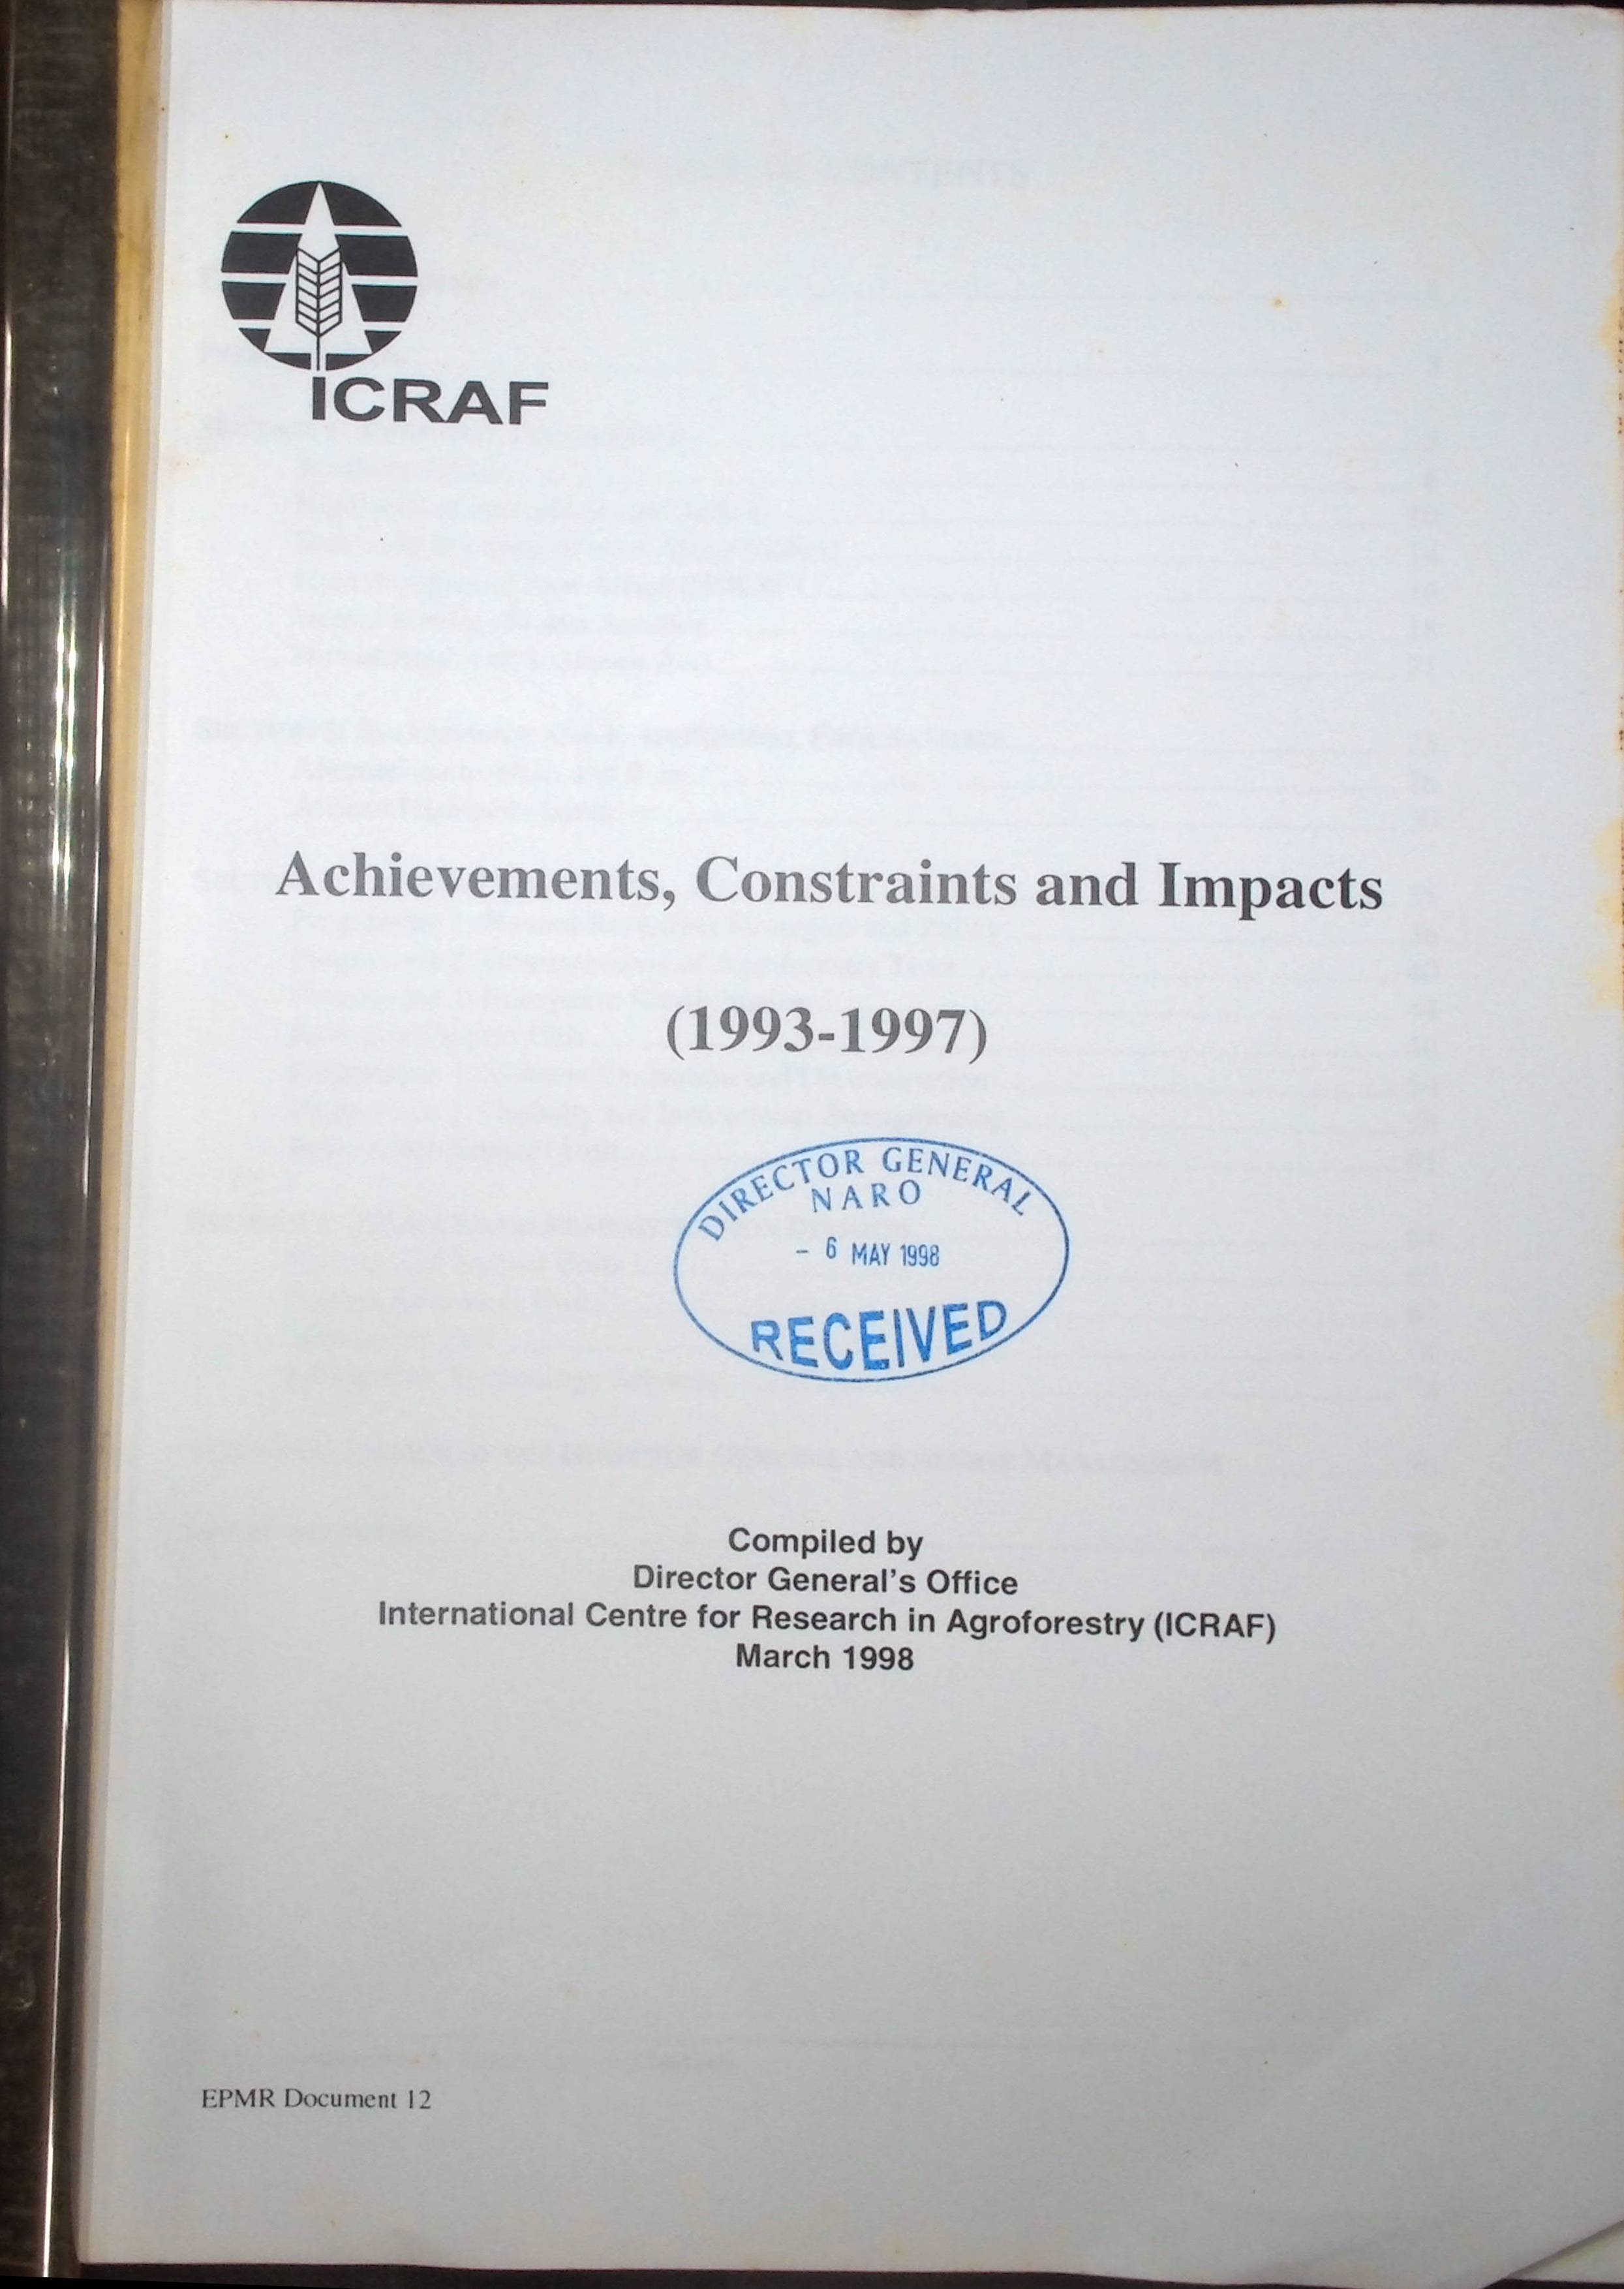 ICRAF
Achievements, Constraints and Impacts
(1993-1997)
DIRECTOR GENERAL
NARO
- 6 MAY 1998
RECEIVED
Compiled by
Director General's Office
International Centre for Research in Agroforestry (ICRAF)
March 1998
EPMR Document 12